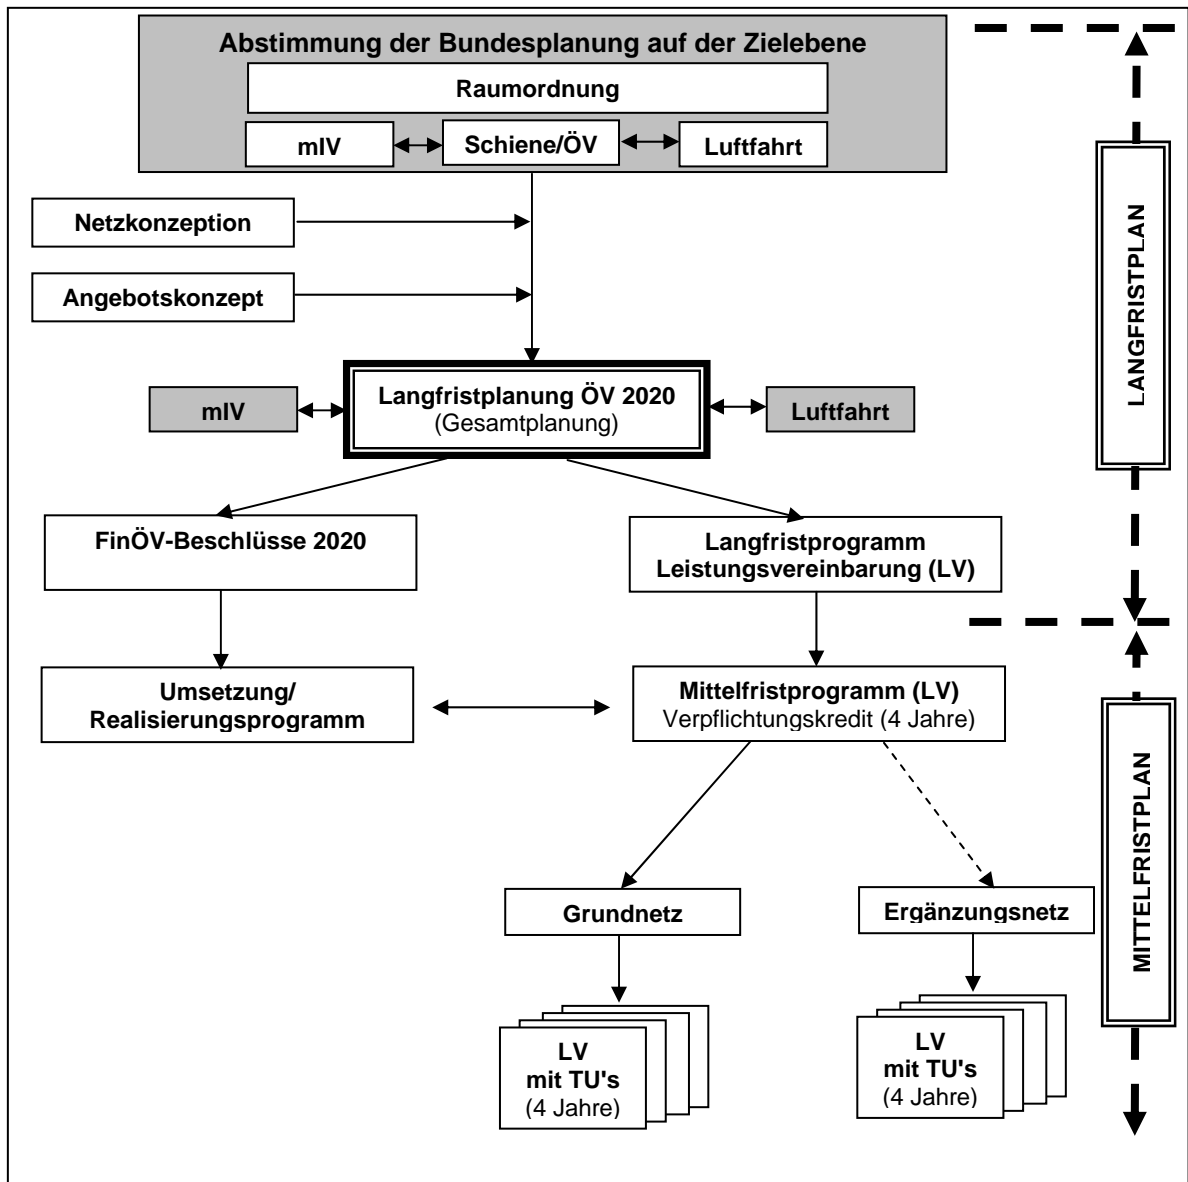 Abstimmung der Bundesplanung auf der Zielebene
Raumordnung
mIV
Schiene/ÖV
Luftfahrt
Netzkonzeption
Angebotskonzept
Langfristplanung ÖV 2020
(Gesamtplanung)
mIV
Luftfahrt
FinÖV-Beschlüsse 2020
Langfristprogramm
Leistungsvereinbarung (LV)
Umsetzung/
Realisierungsprogramm
Mittelfristprogramm (LV)
Verpflichtungskredit (4 Jahre)
Grundnetz
Ergänzungsnetz
LV
mit TU's
(4 Jahre)
LV
mit TU's
(4 Jahre)
LANGFRISTPLAN
MITTELFRISTPLAN